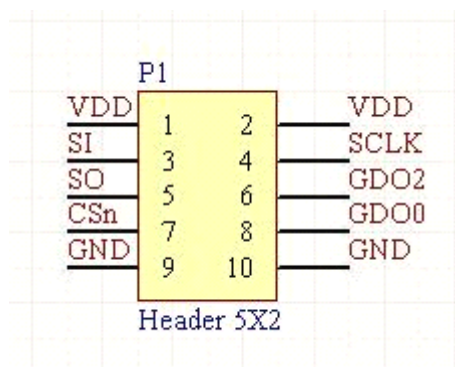 P1
VDD 1 2 VDD
SI 3 4 SCLK
SO 5 6 GDO2
CSn 7 8 GDO0
GND 9 10 GND
Header 5X2